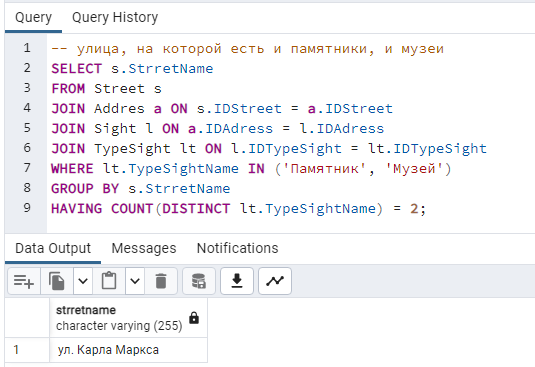 Query Query History
1 -- улица, на которой есть и памятники, и музеи
2 SELECT s.StrretName
3 FROM Street s
4 JOIN Addres a ON s.IDStreet = a.IDStreet
5 JOIN Sight l ON a.IDAdress = l.IDAdress
6 JOIN TypeSight lt ON l.IDTypeSight = lt.IDTypeSight
7 WHERE lt.TypeSightName IN ('Памятник', 'Музей')
8 GROUP BY s.StrretName
9 HAVING COUNT(DISTINCT lt.TypeSightName) = 2;
Data Output Messages Notifications
strretname
character varying (255)
1 ул. Карла Маркса